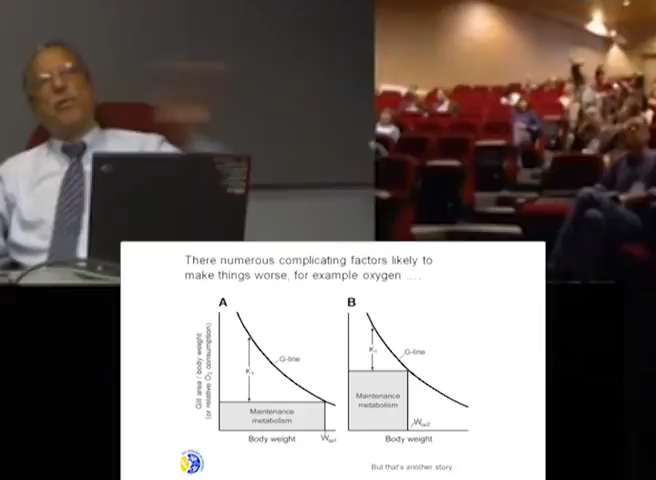 There numerous complicating factors likely to
make things worse, for example oxygen ....
A
B
Gill area / body weight
(or relative O₂ consumption)
G-line
K₁
Maintenance
metabolism
Body weight
G-line
K₁
Maintenance
metabolism
Body weight
But that's another story